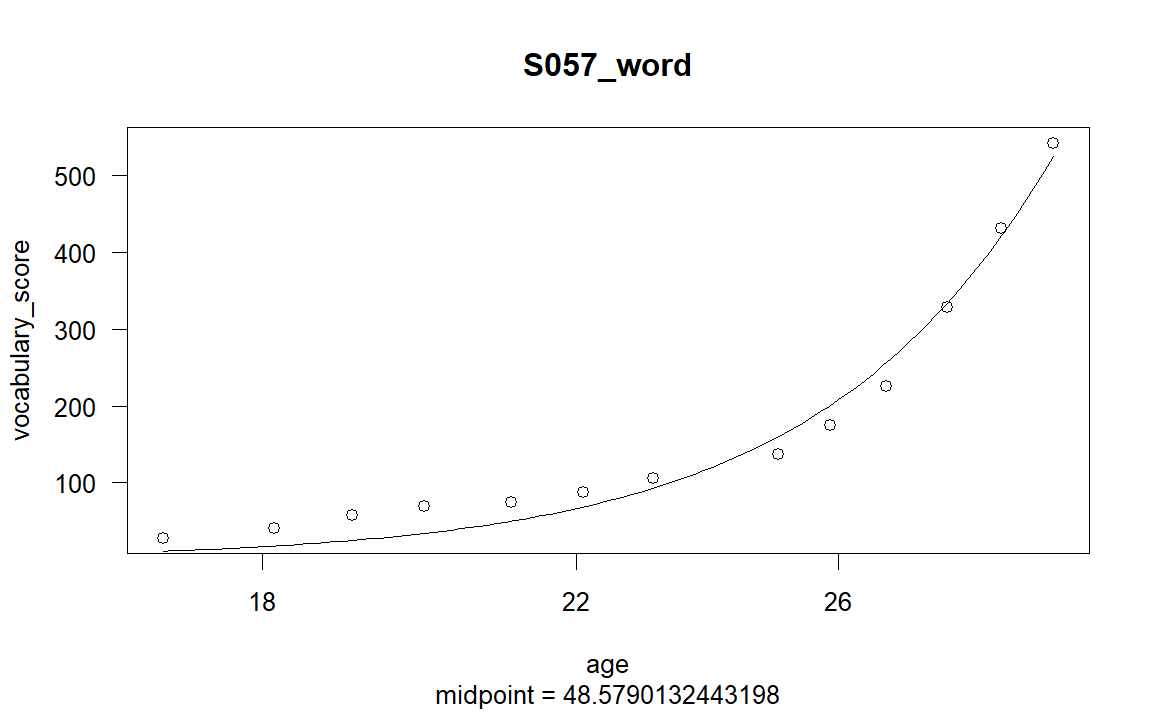 S057_word
vocabulary_score
500
400
300
200
100
18 22 26
age
midpoint = 48.5790132443198